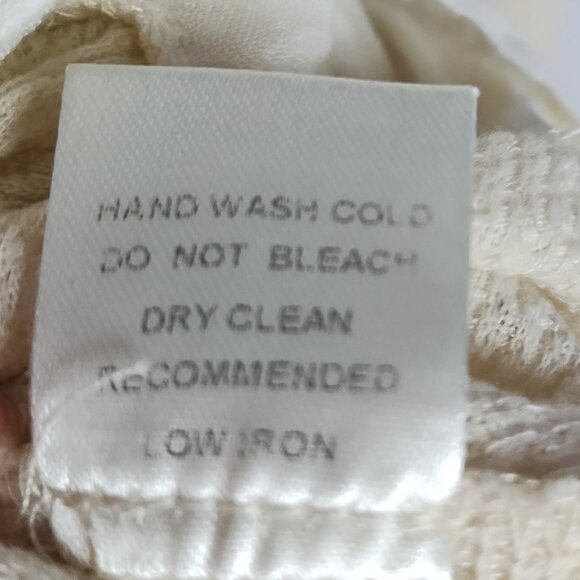 HAND WASH COLD
DO NOT BLEACH
DRY CLEAN
RECOMMENDED
LOW IRON